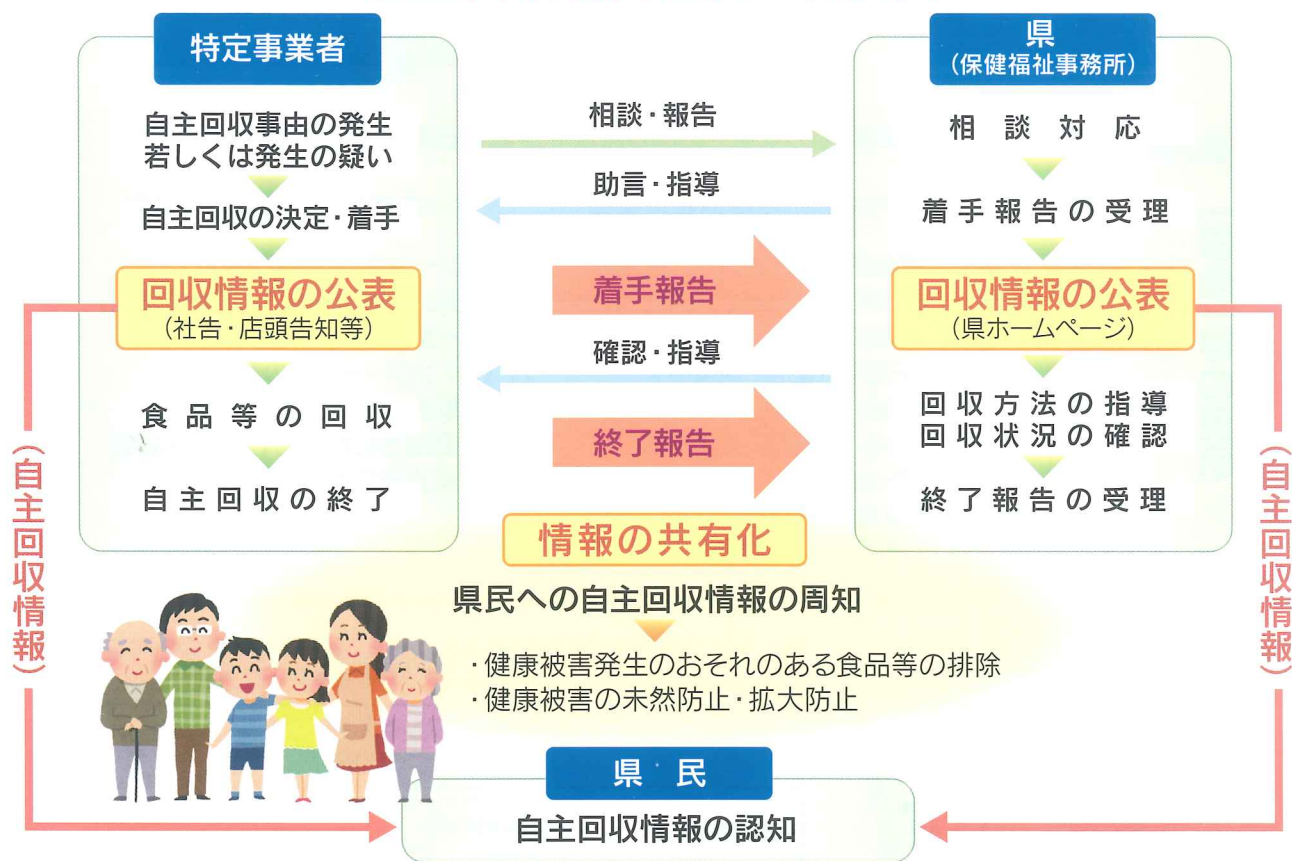 特定事業者
自主回収事由の発生
若しくは発生の疑い
自主回収の決定・着手
回収情報の公表
(社告・店頭告知等)
食品等の回収
自主回収の終了
相談・報告
助言・指導
着手報告
確認・指導
終了報告
県
(保健福祉事務所)
相談対応
着手報告の受理
回収情報の公表
(県ホームページ)
回収方法の指導
回収状況の確認
終了報告の受理
(自主回収情報)
(自主回収情報)
情報の共有化
県民への自主回収情報の周知
・健康被害発生のおそれのある食品等の排除
・健康被害の未然防止・拡大防止
県民
自主回収情報の認知